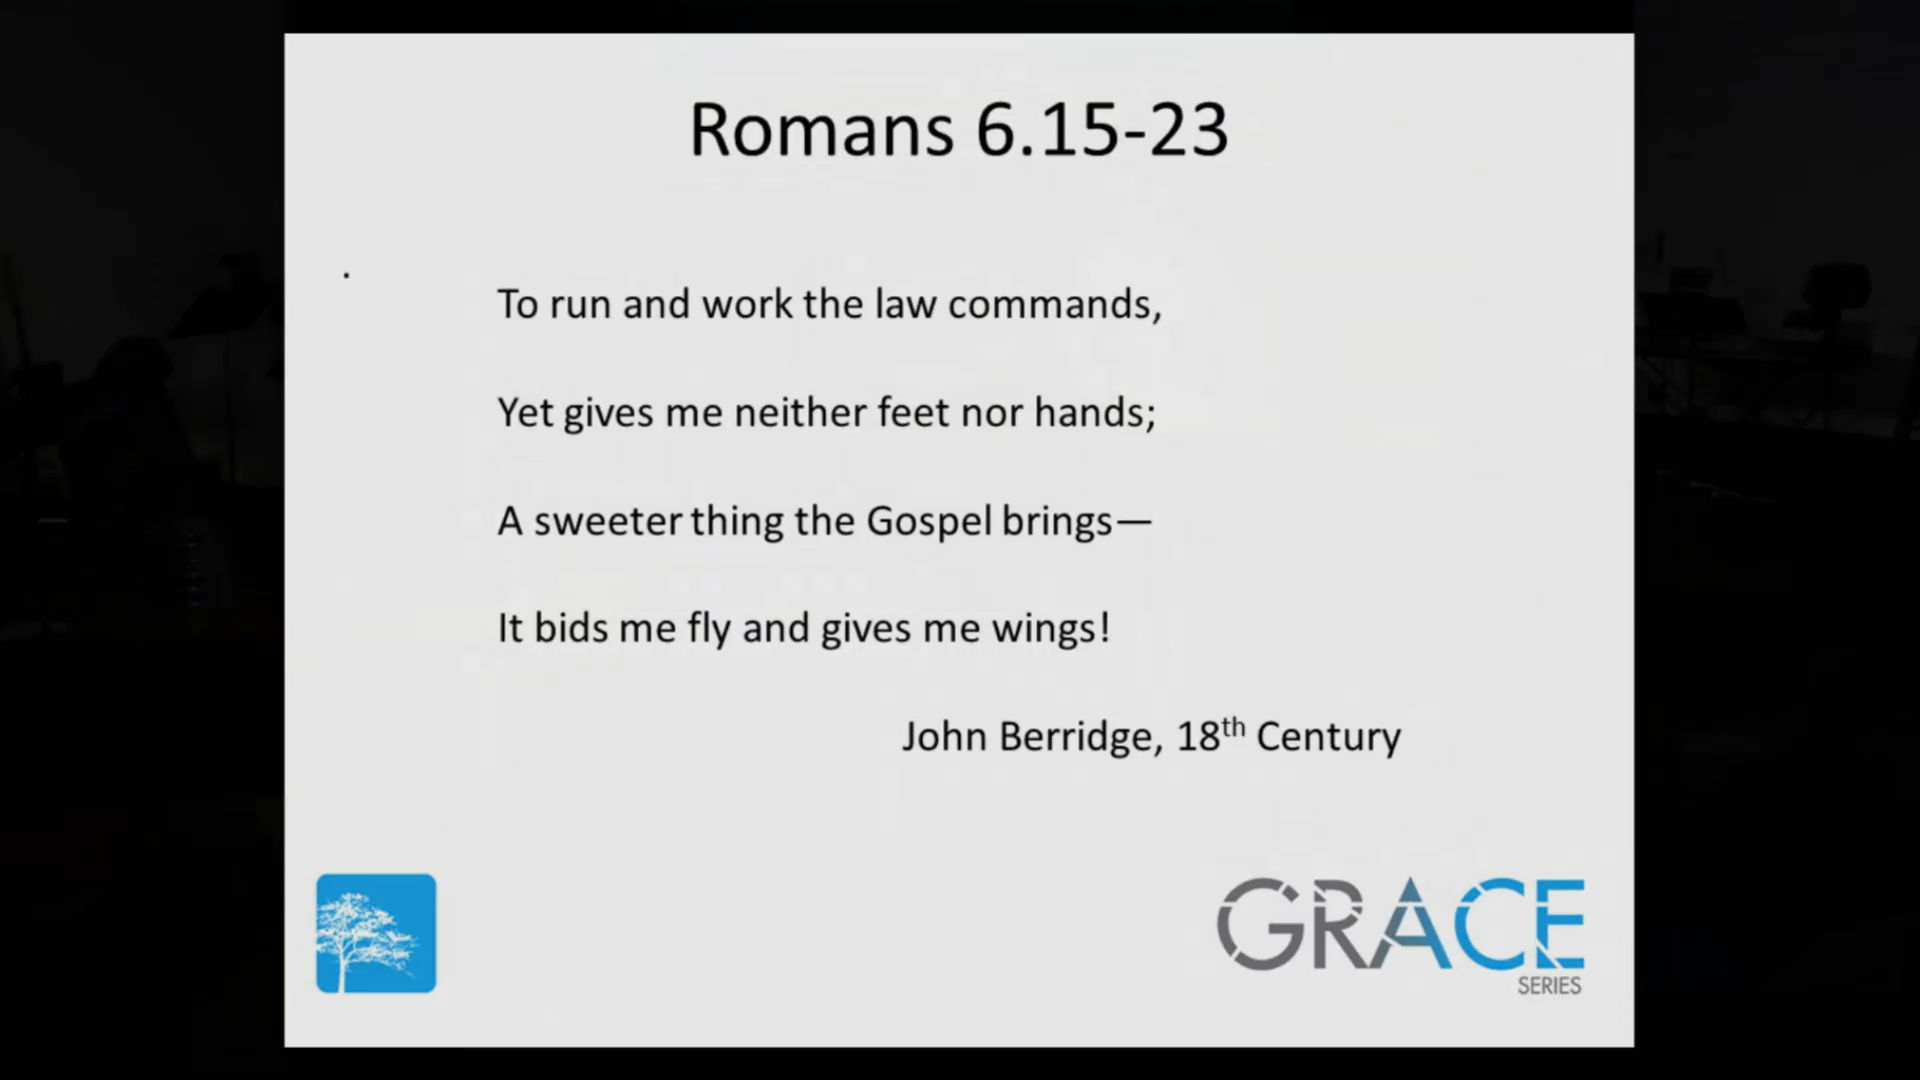 Romans 6.15-23
.
To run and work the law commands,
Yet gives me neither feet nor hands;
A sweeter thing the Gospel brings—
It bids me fly and gives me wings!
John Berridge, 18th Century
GRACE
SERIES